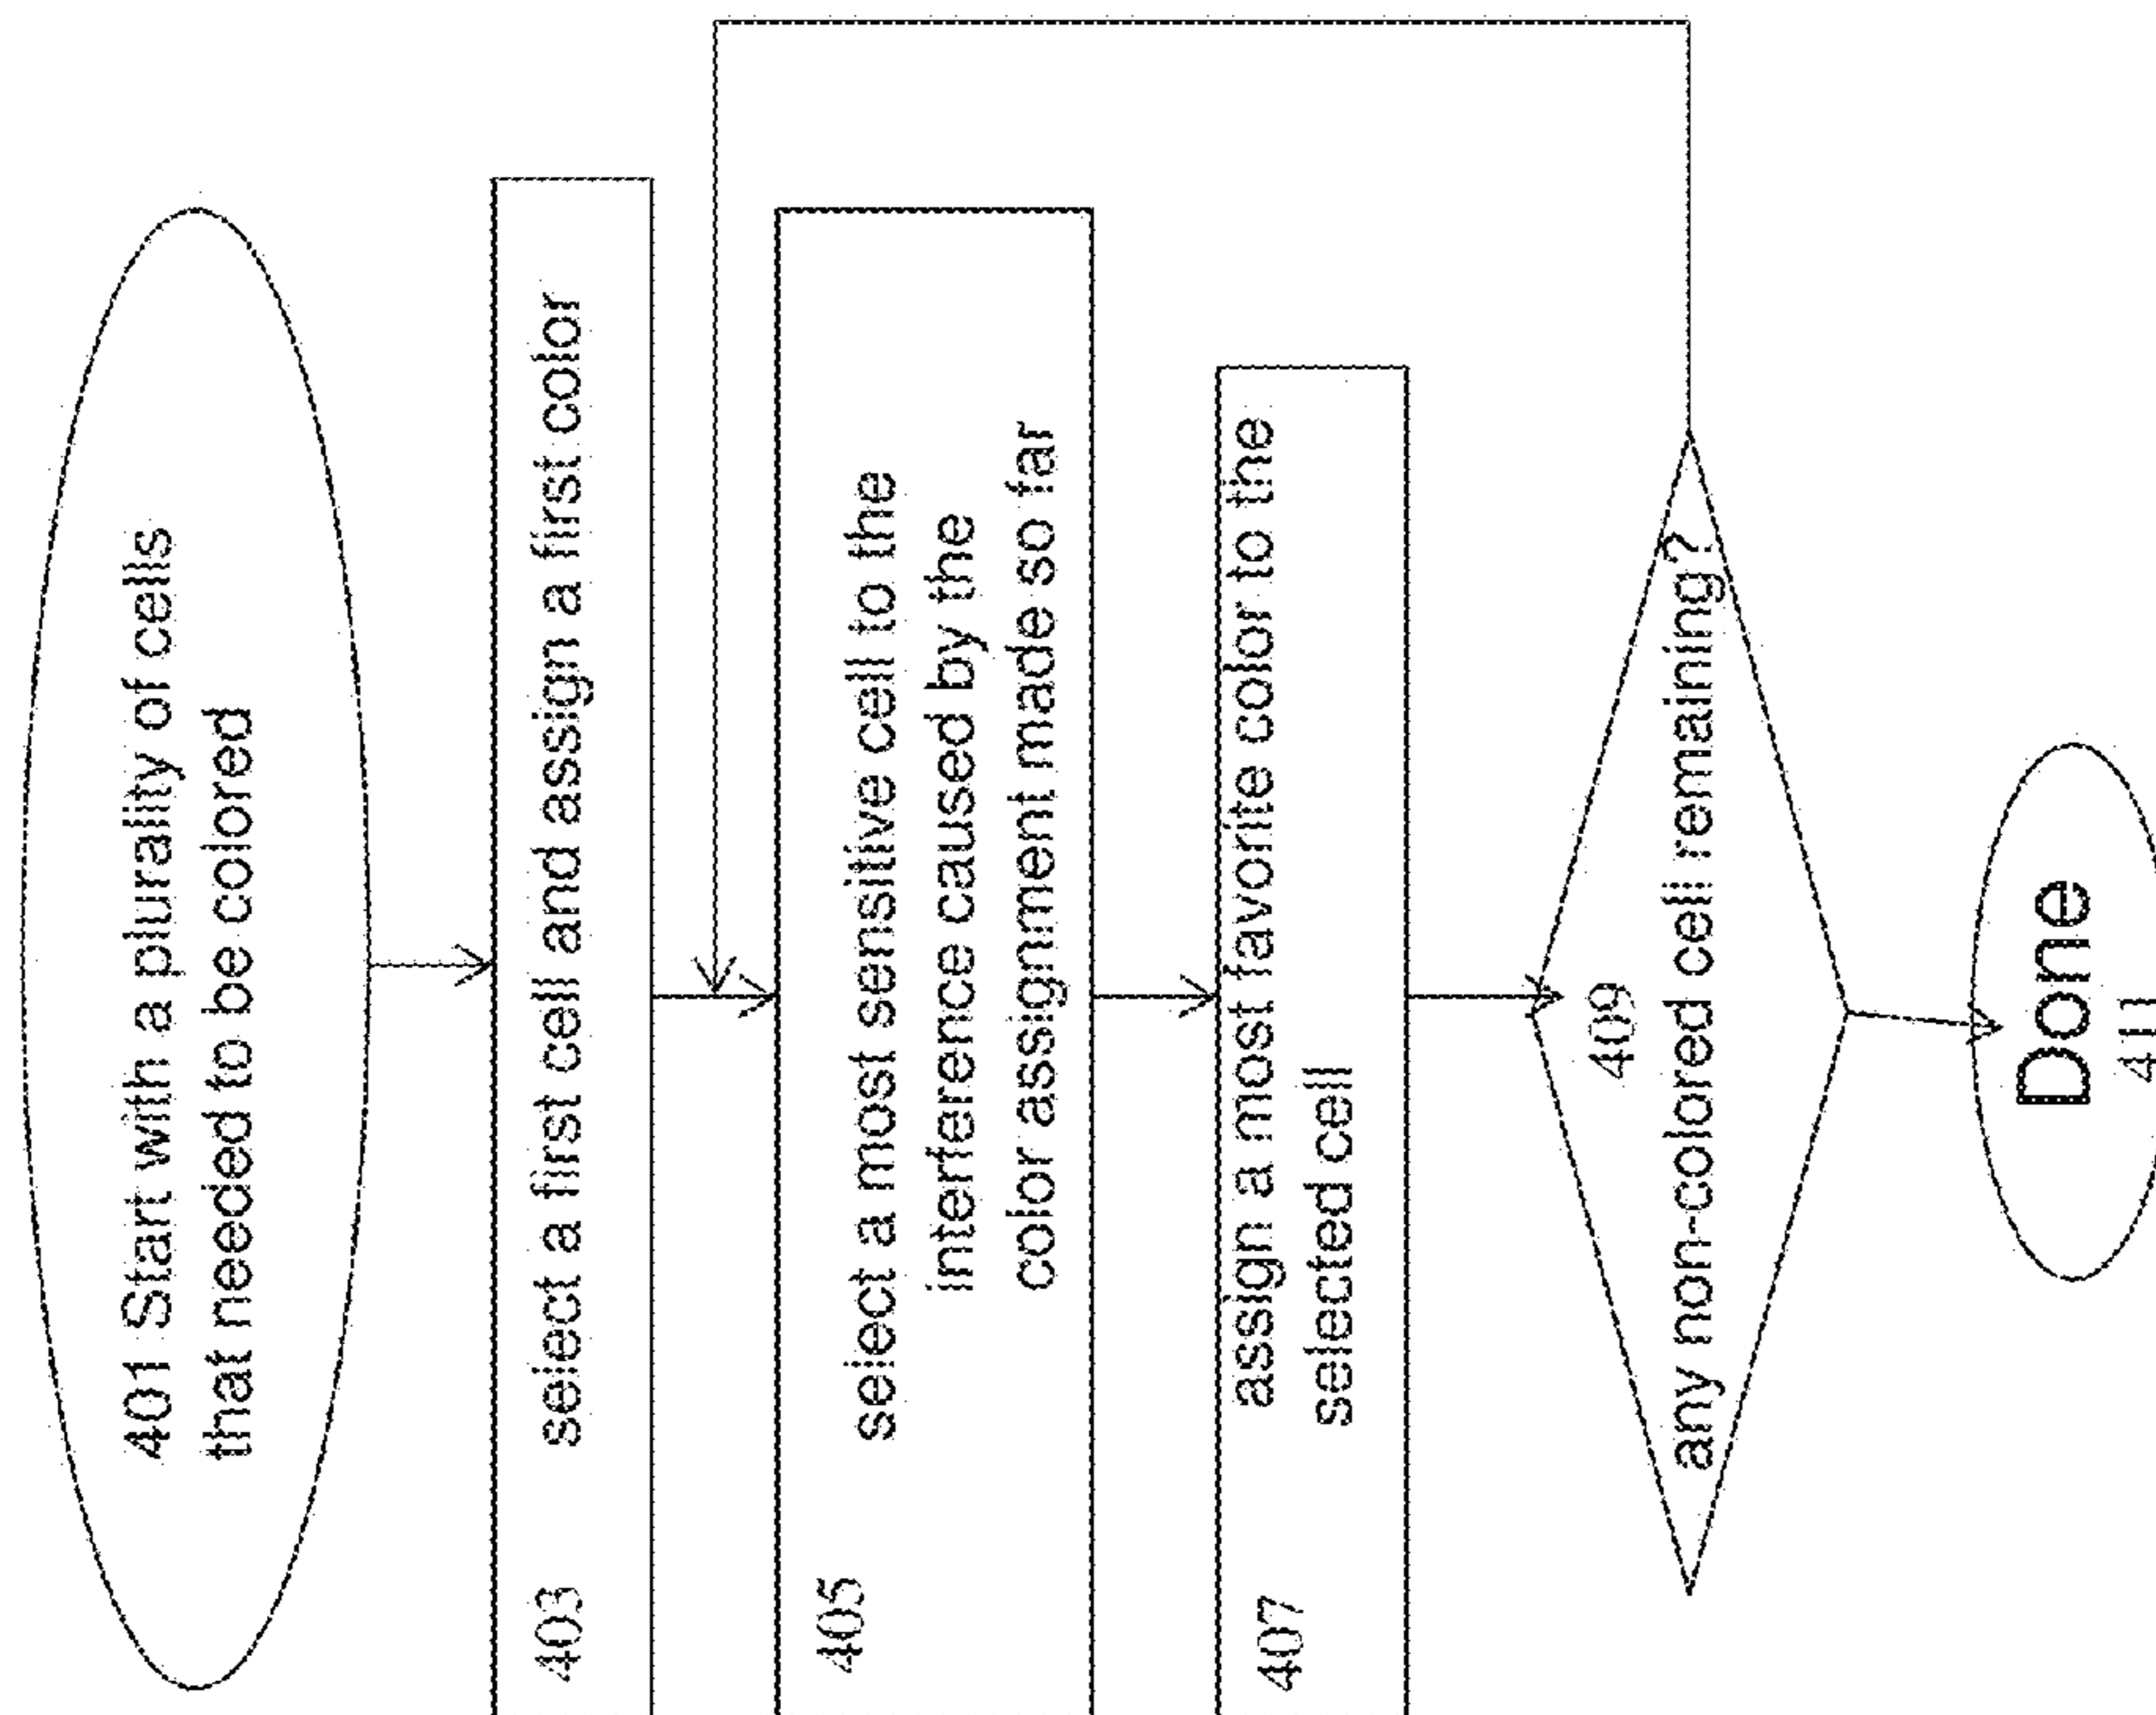 401 Start with a plurality of cells
that needed to be colored
403 select a first cell and assign a first color
405
select a most sensitive cell to the
interference caused by the
color assignment made so far
407
assign a most favorite color to the
selected cell
409
any non-colored cell remaining?
Done
411